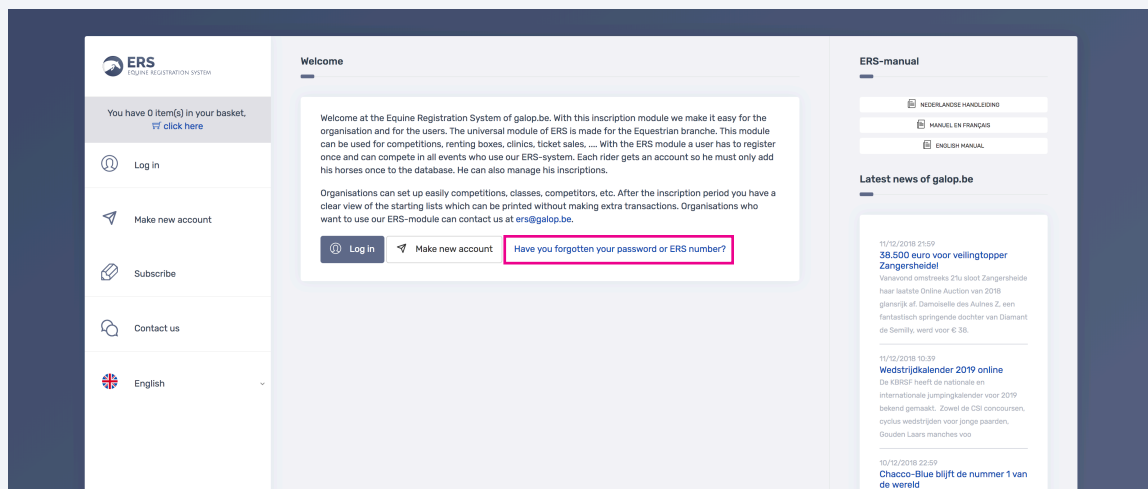 ERS
EQUINE REGISTRATION SYSTEM
You have 0 item(s) in your basket,
click here
Log in
Make new account
Subscribe
Contact us
English
Welcome
Welcome at the Equine Registration System of galop.be. With this inscription module we make it easy for the
organisation and for the users. The universal module of ERS is made for the Equestrian branche. This module
can be used for competitions, renting boxes, clinics, ticket sales, .... With the ERS module a user has to register
once and can compete in all events who use our ERS-system. Each rider gets an account so he must only add
his horses once to the database. He can also manage his inscriptions.
Organisations can set up easily competitions, classes, competitors, etc. After the inscription period you have a
clear view of the starting lists which can be printed without making extra transactions. Organisations who
want to use our ERS-module can contact us at ers@galop.be.
Log in
Make new account
Have you forgotten your password or ERS number?
ERS-manual
NEDERLANDSE HANDLEIDING
MANUEL EN FRANÇAIS
ENGLISH MANUAL
Latest news of galop.be
11/12/2018 21:59
38.500 euro voor veilingtopper
Zangersheide!
Vanavond omstreeks 21u sloot Zangersheide
haar laatste Online Auction van 2018
glansrijk af. Damoiselle des Aulnes Z, een
fantastisch springende dochter van Diamant
de Semilly, werd voor € 38.
11/12/2018 10:39
Wedstrijdkalender 2019 online
De KBRSF heeft de nationale en
internationale jumpingkalender voor 2019
bekend gemaakt. Zowel de CSI concoursen,
cyclus wedstrijden voor jonge paarden.
Gouden Laars manches voo
10/12/2018 22:59
Chacco-Blue blijft de nummer 1 van
de wereld